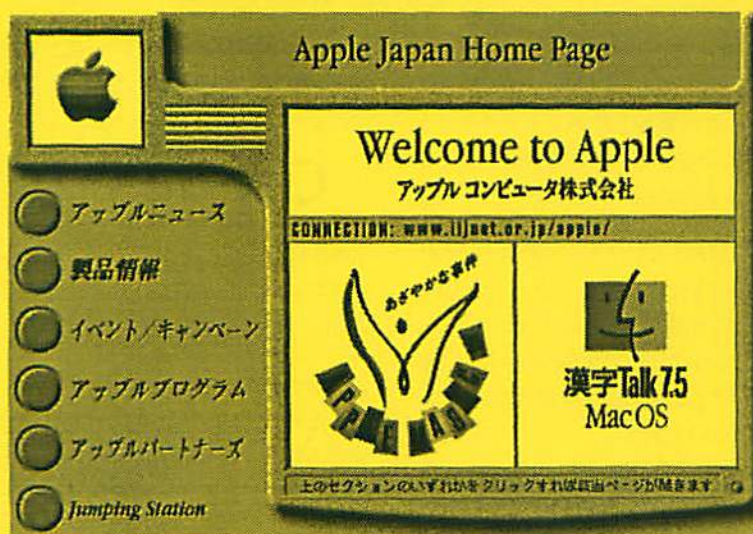 Apple Japan Home Page
Welcome to Apple
アップル コンピュータ株式会社
CONNECTION: www.iijnet.or.jp/apple/
アップルニュース
製品情報
イベント/キャンペーン
アップルプログラム
アップルパートナーズ
Jumping Station
あざやかな事件
漢字Talk 7.5
Mac OS
上のセクションのいずれかをクリックすれば該当ページが開きます